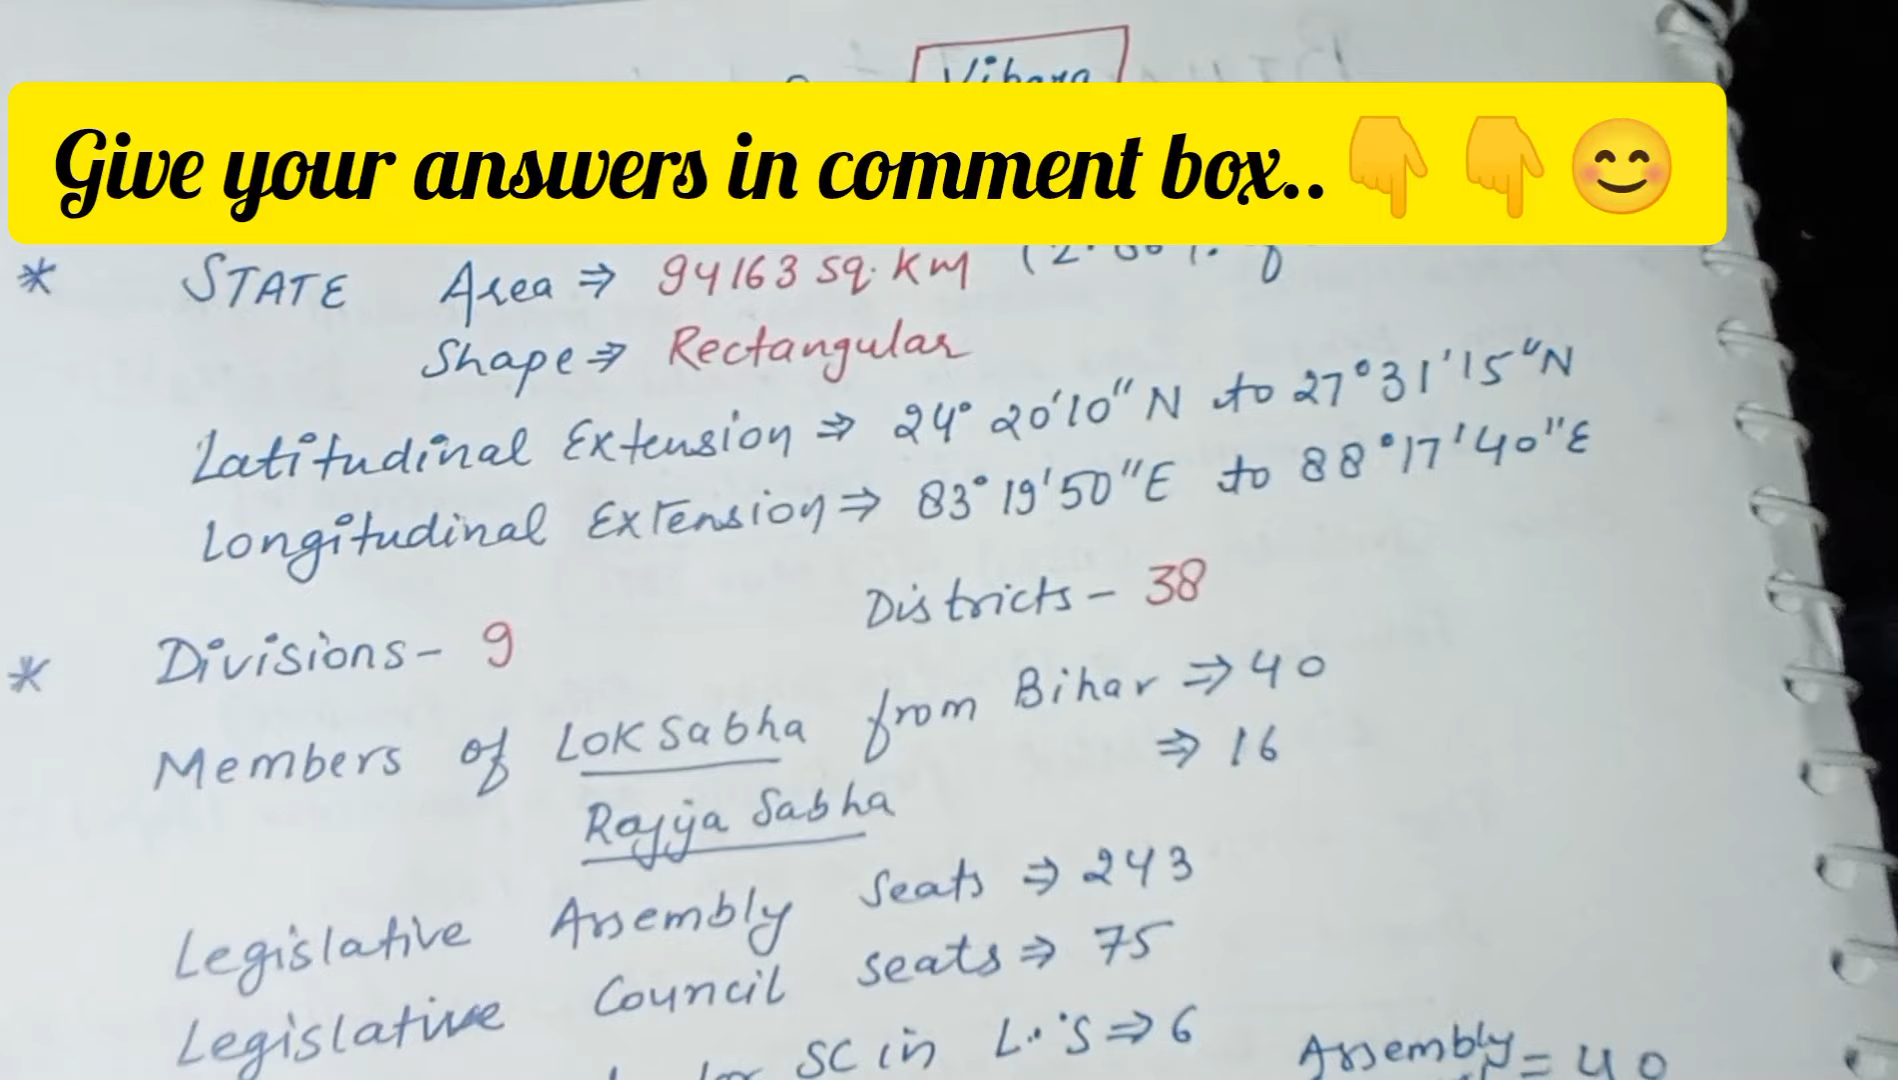 Vihara
Give your answers in comment box..👇👇😊
* STATE Area ⇒ 94163 sq. km
Shape ⇒ Rectangular
Latitudinal Extension ⇒ 24° 20'10" N to 27°31'15"N
Longitudinal Extension ⇒ 83°19'50"E to 88°17'40"E
* Divisions - 9 Districts - 38
Members of Lok Sabha from Bihar ⇒ 40
Rajya Sabha ⇒ 16
Legislative Assembly Seats ⇒ 243
Legislative Council seats ⇒ 75
SC in L.S ⇒ 6 Assembly = 40